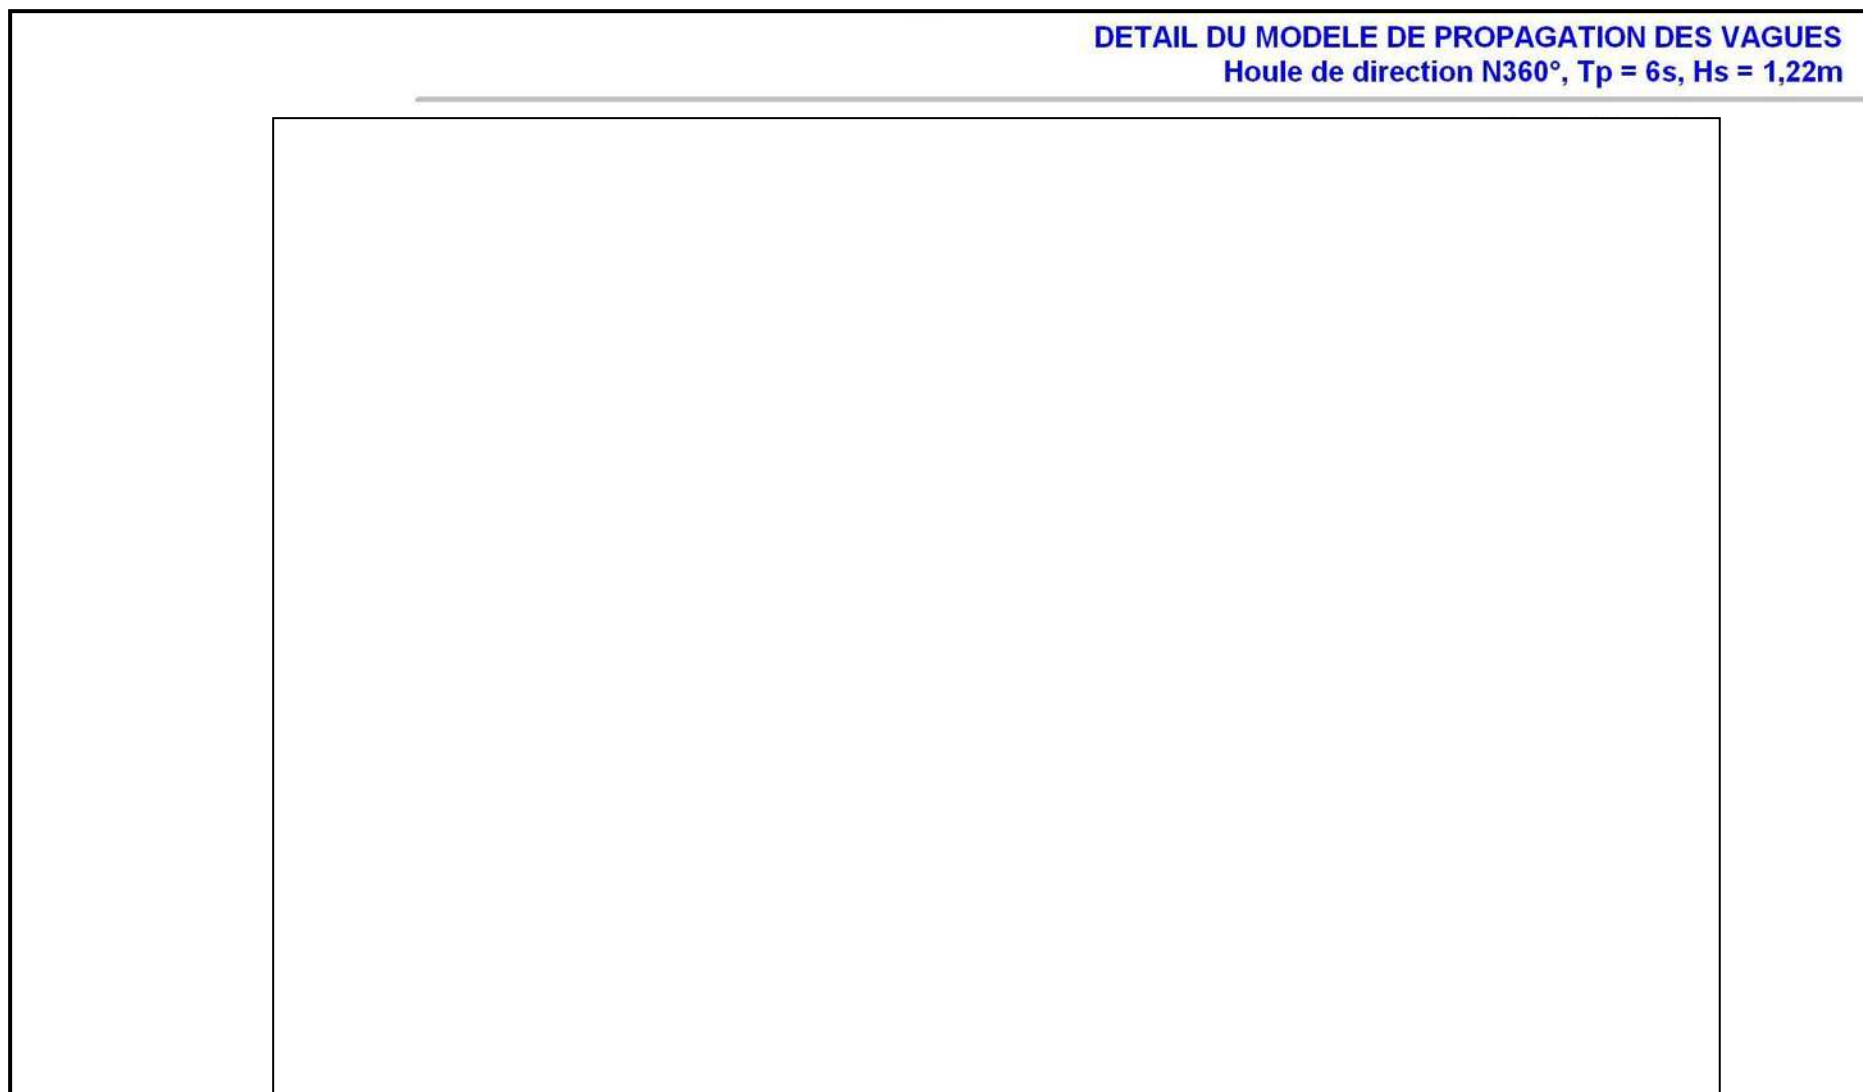 DETAIL DU MODELE DE PROPAGATION DES VAGUES
Houle de direction N360°, Tp = 6s, Hs = 1,22m